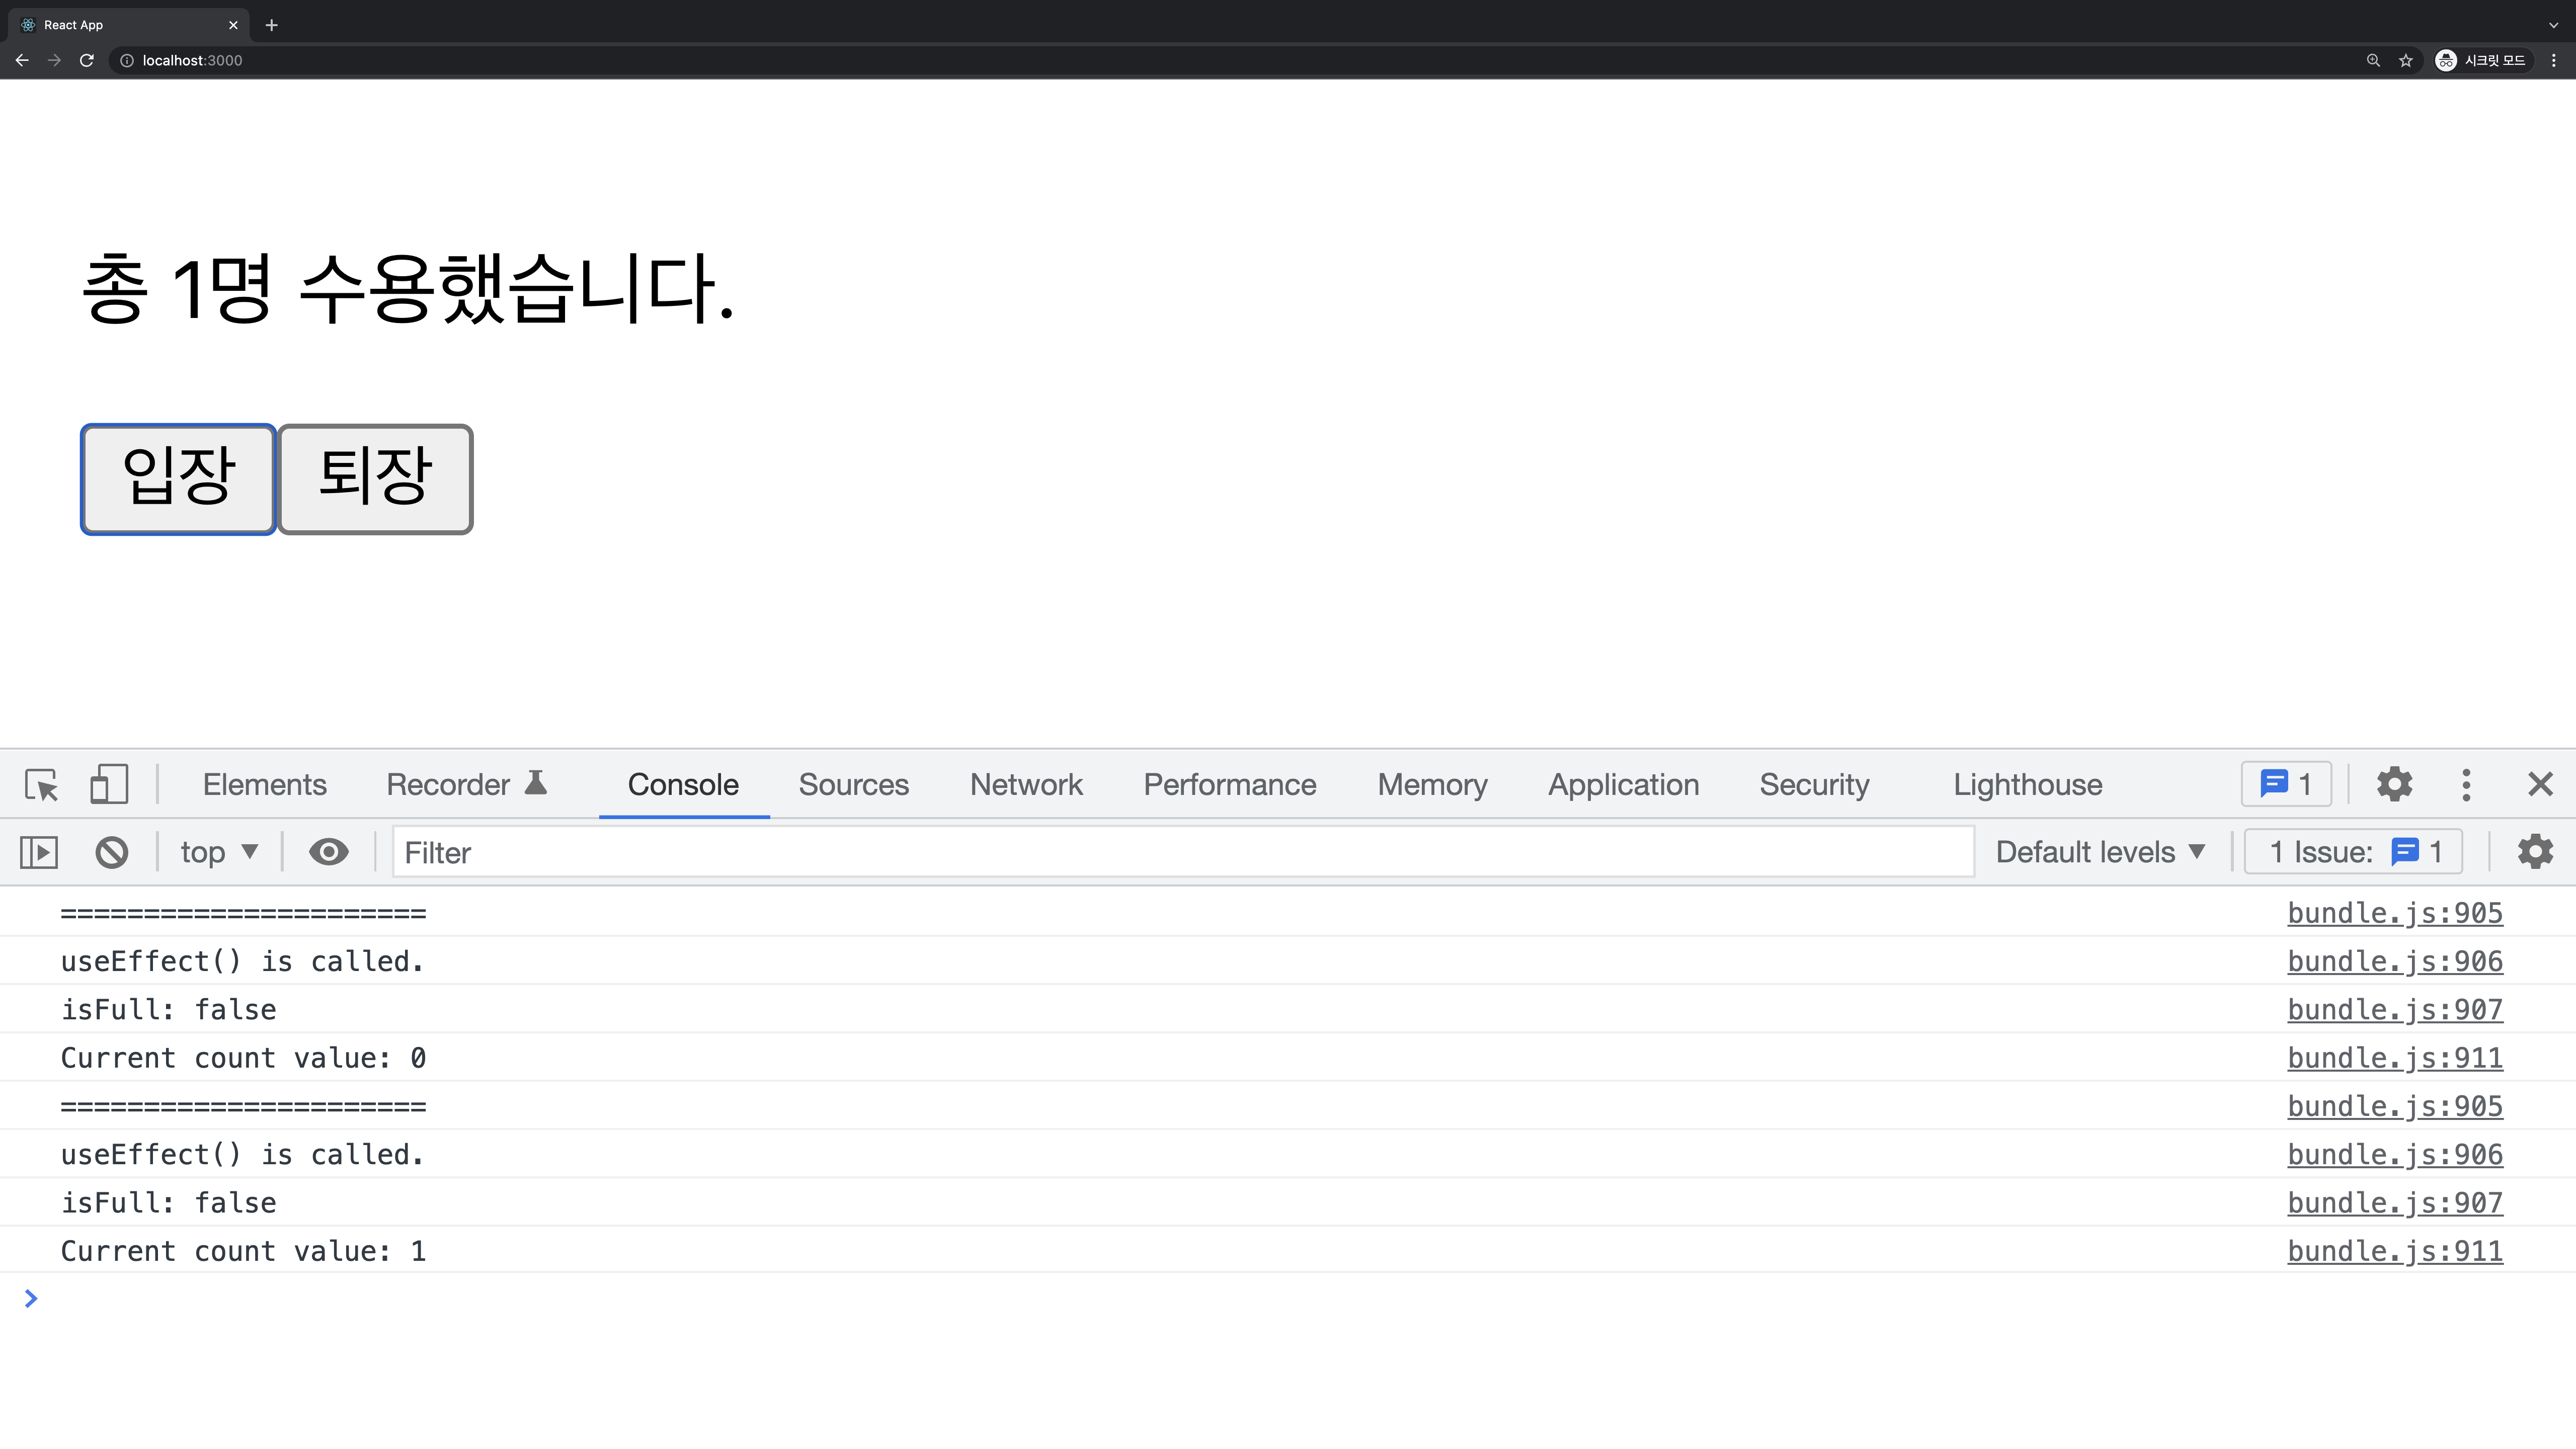 React App
localhost:3000
시크릿 모드
총 1명 수용했습니다.
입장 퇴장
Elements Recorder Console Sources Network Performance Memory Application Security Lighthouse 1
top Filter Default levels 1 Issue: 1
====================== bundle.js:905
useEffect() is called. bundle.js:906
isFull: false bundle.js:907
Current count value: 0 bundle.js:911
====================== bundle.js:905
useEffect() is called. bundle.js:906
isFull: false bundle.js:907
Current count value: 1 bundle.js:911